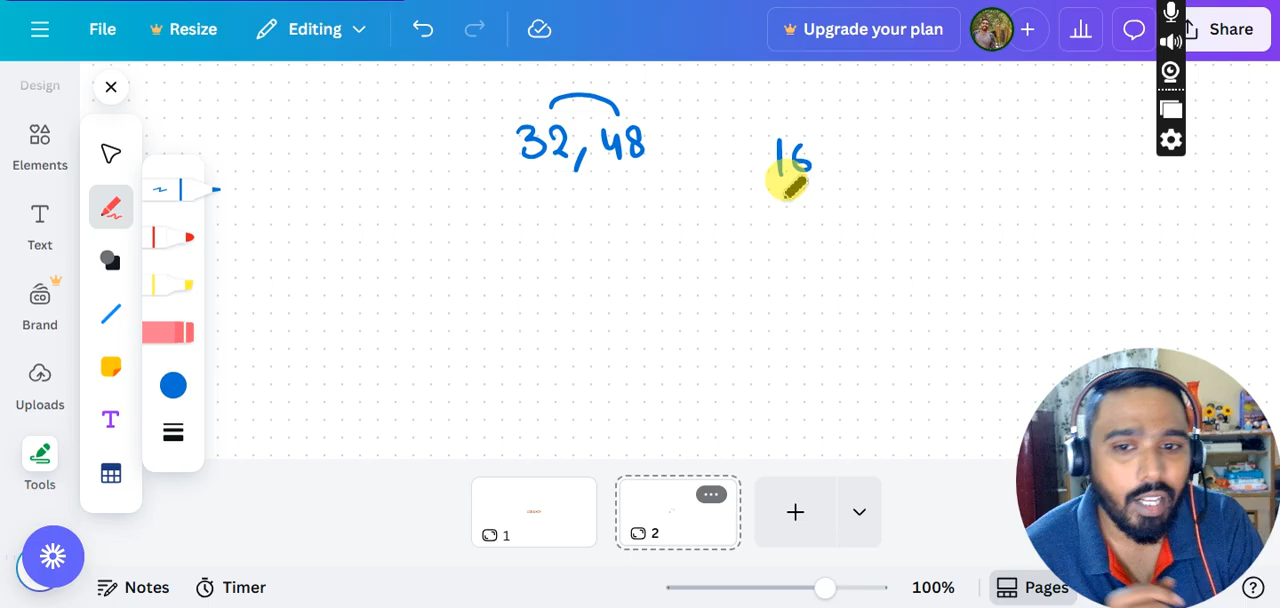 File
Resize
Editing
Upgrade your plan
+
Share
Design
Elements
Text
Brand
Uploads
Tools
T
CO
32, 48
16
1
2
+
Notes
Timer
100%
Pages
?